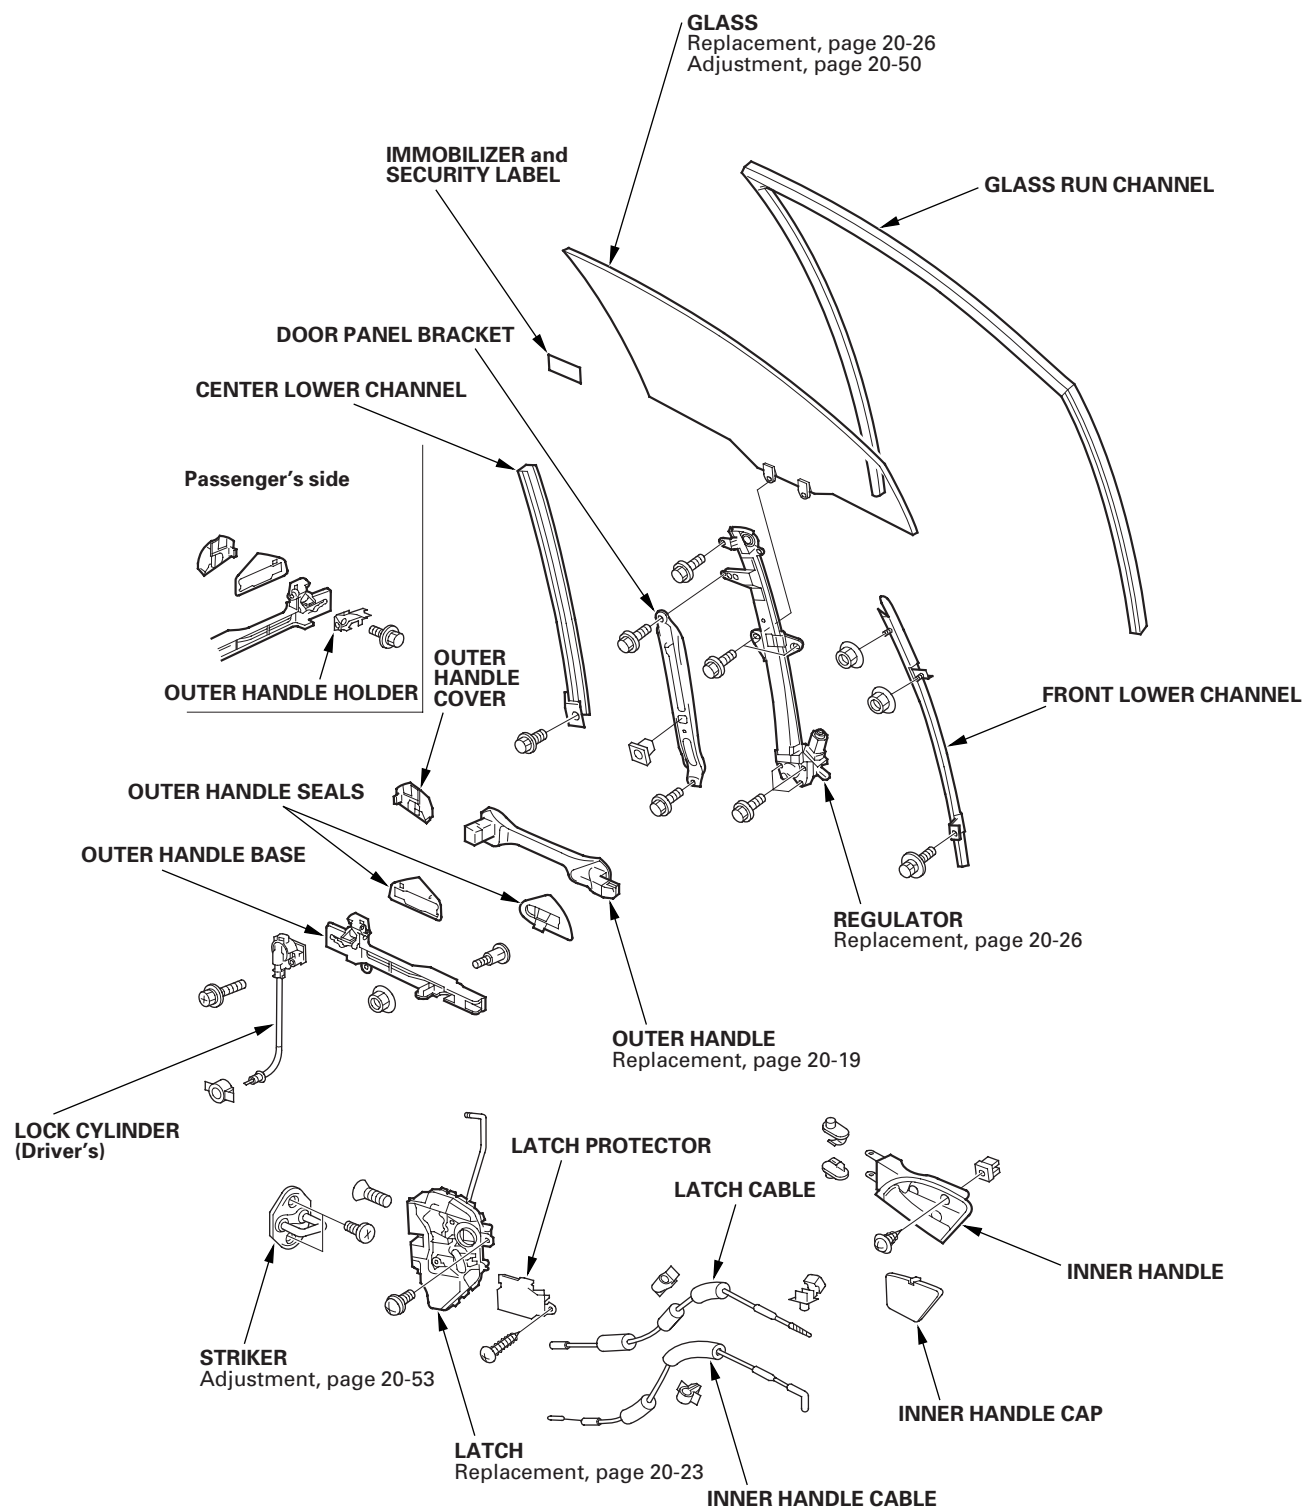 GLASS
Replacement, page 20-26
Adjustment, page 20-50
IMMOBILIZER and
SECURITY LABEL
GLASS RUN CHANNEL
DOOR PANEL BRACKET
CENTER LOWER CHANNEL
Passenger's side
OUTER HANDLE HOLDER
OUTER
HANDLE
COVER
FRONT LOWER CHANNEL
OUTER HANDLE SEALS
OUTER HANDLE BASE
REGULATOR
Replacement, page 20-26
OUTER HANDLE
Replacement, page 20-19
LOCK CYLINDER
(Driver's)
LATCH PROTECTOR
LATCH CABLE
INNER HANDLE
STRIKER
Adjustment, page 20-53
INNER HANDLE CAP
LATCH
Replacement, page 20-23
INNER HANDLE CABLE